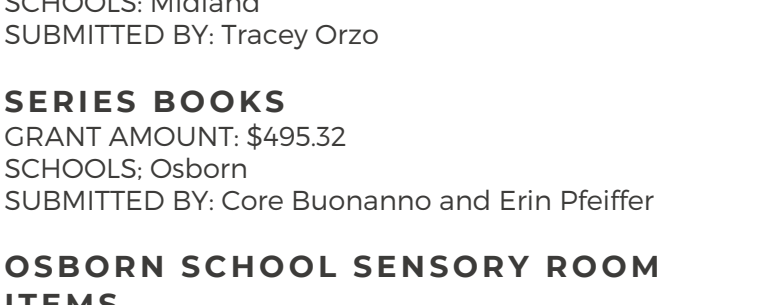 SCHOOLS: Midland
SUBMITTED BY: Tracey Orzo
SERIES BOOKS
GRANT AMOUNT: $495.32
SCHOOLS; Osborn
SUBMITTED BY: Core Buonanno and Erin Pfeiffer
OSBORN SCHOOL SENSORY ROOM
ITEMS